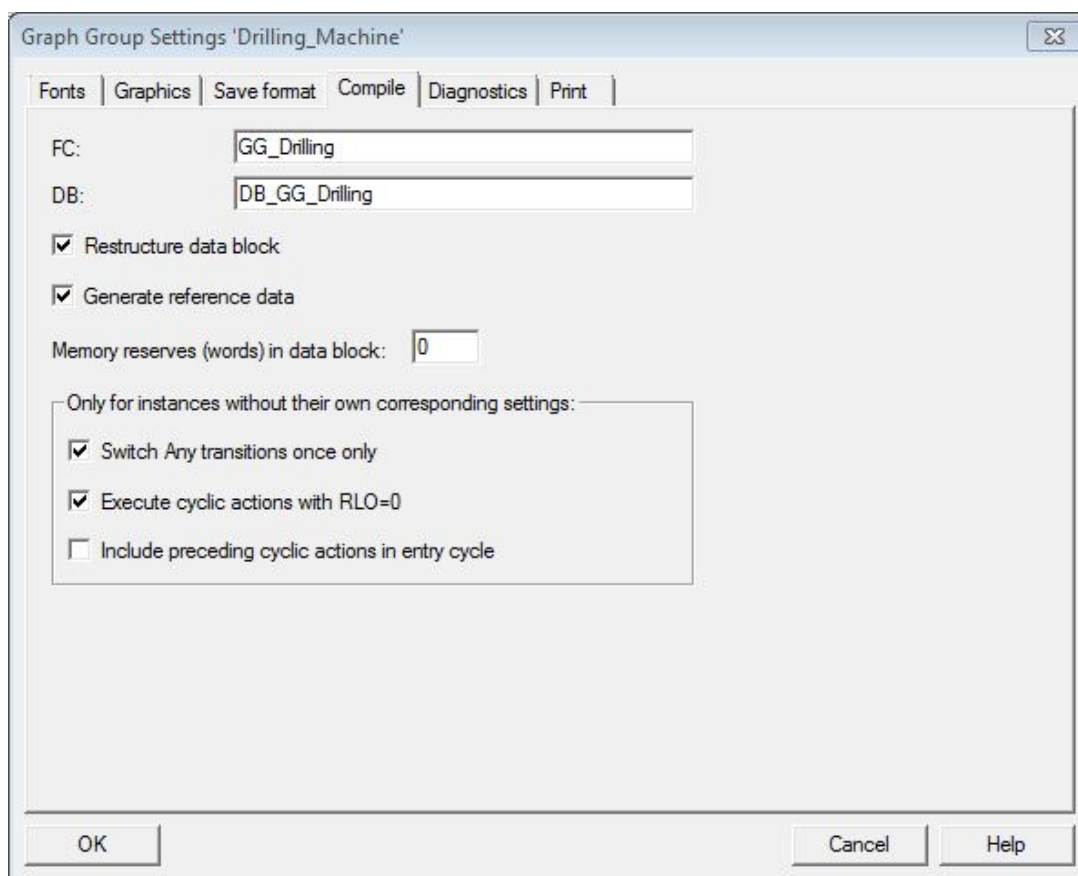 Graph Group Settings 'Drilling_Machine'
Fonts Graphics Save format Compile Diagnostics Print
FC: GG_Drilling
DB: DB_GG_Drilling
Restructure data block
Generate reference data
Memory reserves (words) in data block: 0
Only for instances without their own corresponding settings:
Switch Any transitions once only
Execute cyclic actions with RLO=0
Include preceding cyclic actions in entry cycle
OK Cancel Help